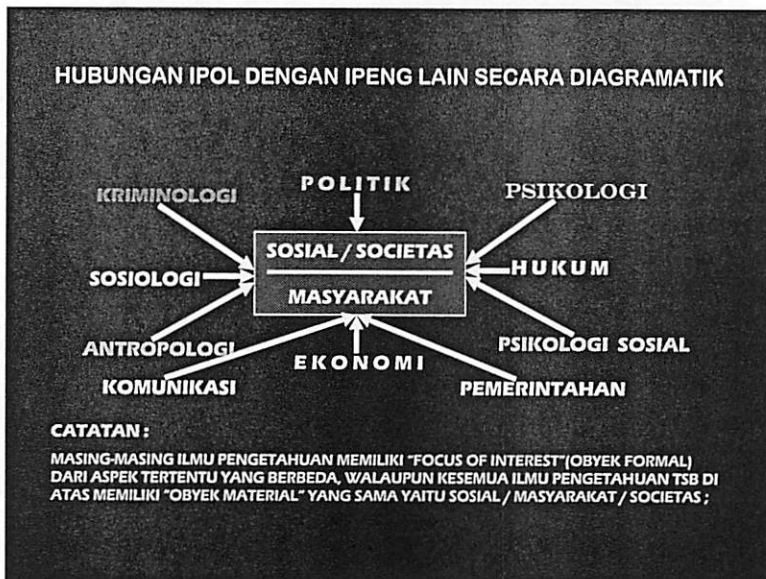 HUBUNGAN IPOL DENGAN IPENG LAIN SECARA DIAGRAMATIK
KRIMINOLOGI
POLITIK
PSIKOLOGI
SOSIOLOGI
SOSIAL / SOCIETAS
MASYARAKAT
HUKUM
ANTROPOLOGI
EKONOMI
PSIKOLOGI SOSIAL
KOMUNIKASI
PEMERINTAHAN
CATATAN :
MASING-MASING ILMU PENGETAHUAN MEMILIKI "FOCUS OF INTEREST"(OBYEK FORMAL)
DARI ASPEK TERTENTU YANG BERBEDA, WALAUPUN KESEMUA ILMU PENGETAHUAN TSB DI
ATAS MEMILIKI "OBYEK MATERIAL" YANG SAMA YAITU SOSIAL / MASYARAKAT / SOCIETAS ;